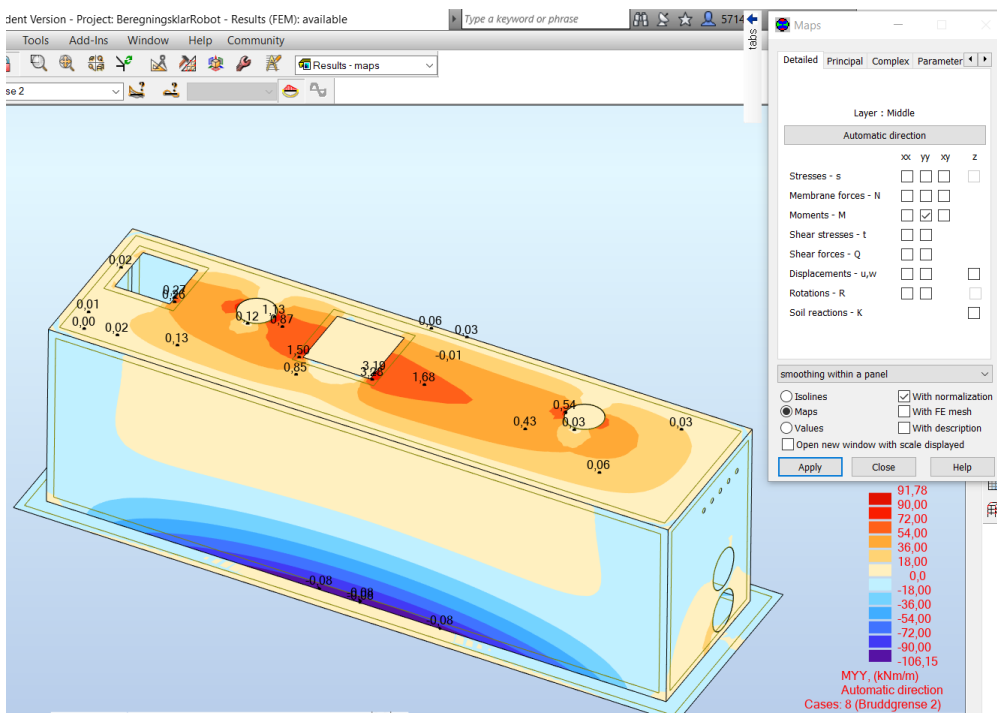 dent Version - Project: BeregningsklarRobot - Results (FEM): available
Type a keyword or phrase
5714
Tools Add-Ins Window Help Community
Results - maps
se 2
tabs
Maps
Detailed Principal Complex Parameter
Layer : Middle
Automatic direction
xx yy xy z
Stresses - s
Membrane forces - N
Moments - M
Shear stresses - t
Shear forces - Q
Displacements - u,w
Rotations - R
Soil reactions - K
smoothing within a panel
Isolines With normalization
Maps With FE mesh
Values With description
Open new window with scale displayed
Apply Close Help
0,02
0,27
0,26
0,01
0,00
0,02
0,13
0,12
1,13
0,87
1,50
0,85
3,19
3,28
0,06
0,03
-0,01
1,68
0,54
0,43
0,03
0,03
0,06
-0,08
-0,08
-0,08
91,78
90,00
72,00
54,00
36,00
18,00
0,0
-18,00
-36,00
-54,00
-72,00
-90,00
-106,15
MYY, (kNm/m)
Automatic direction
Cases: 8 (Bruddgrense 2)